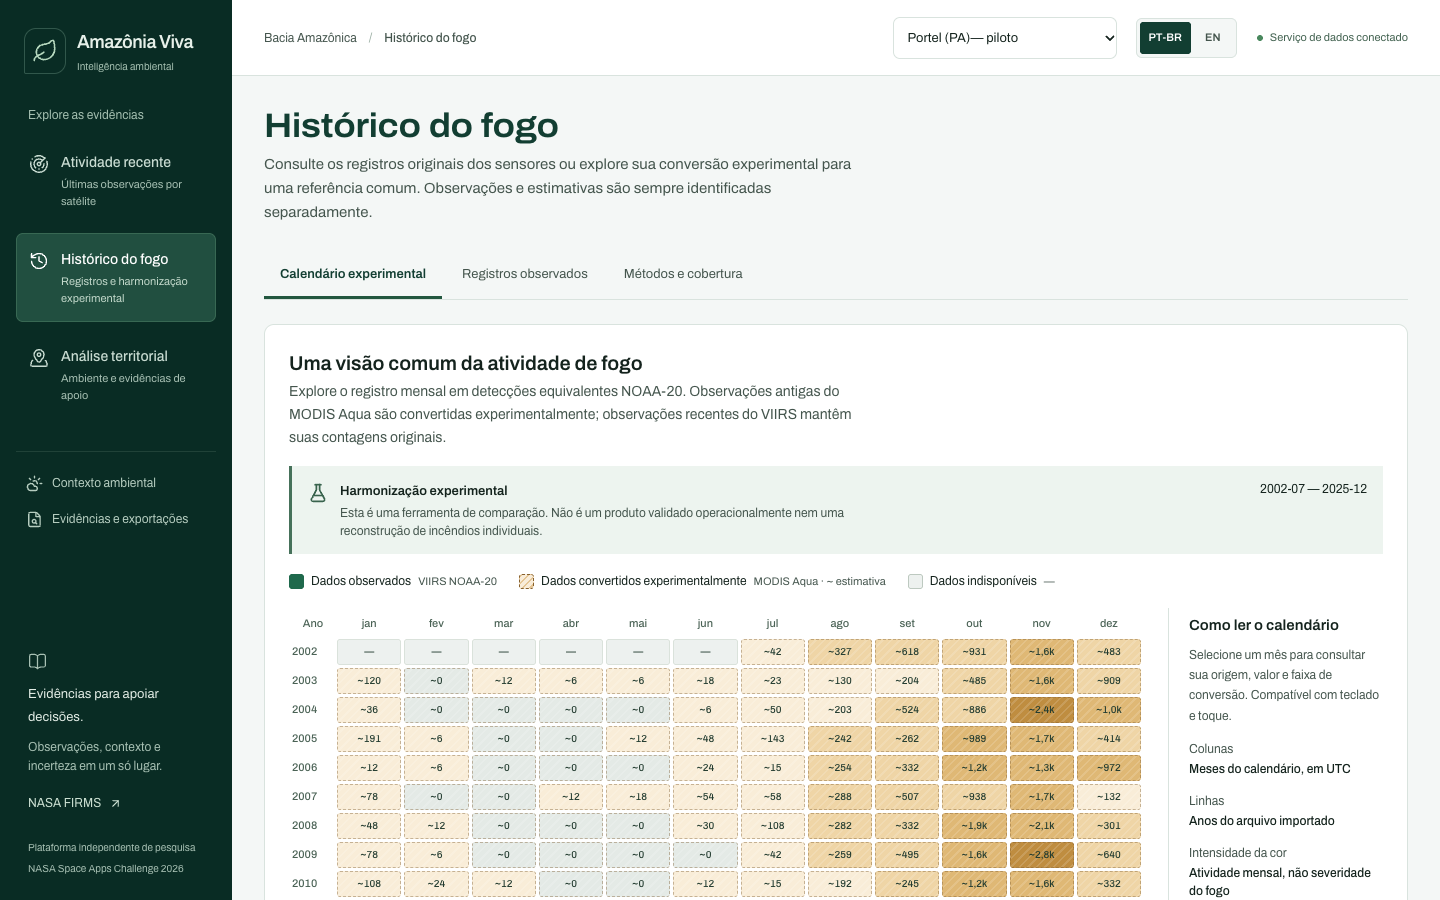 Amazônia Viva
Inteligência ambiental
Explore as evidências
Atividade recente
Últimas observações por
satélite
Histórico do fogo
Registros e harmonização
experimental
Análise territorial
Ambiente e evidências de
apoio
Contexto ambiental
Evidências e exportações
Evidências para apoiar
decisões.
Observações, contexto e
incerteza em um só lugar.
NASA FIRMS
Plataforma independente de pesquisa
NASA Space Apps Challenge 2026
Bacia Amazônica / Histórico do fogo
Portel (PA)— piloto
PT-BR EN
Serviço de dados conectado
Histórico do fogo
Consulte os registros originais dos sensores ou explore sua conversão experimental para
uma referência comum. Observações e estimativas são sempre identificadas
separadamente.
Calendário experimental Registros observados Métodos e cobertura
Uma visão comum da atividade de fogo
Explore o registro mensal em detecções equivalentes NOAA-20. Observações antigas do
MODIS Aqua são convertidas experimentalmente; observações recentes do VIIRS mantêm
suas contagens originais.
Harmonização experimental
2002-07 — 2025-12
Esta é uma ferramenta de comparação. Não é um produto validado operacionalmente nem uma
reconstrução de incêndios individuais.
Dados observados VIIRS NOAA-20 Dados convertidos experimentalmente MODIS Aqua · ~ estimativa Dados indisponíveis —
Ano jan fev mar abr mai jun jul ago set out nov dez
2002 — — — — — — ~42 ~327 ~618 ~931 ~1,6k ~483
2003 ~120 ~0 ~12 ~6 ~6 ~18 ~23 ~130 ~204 ~485 ~1,6k ~909
2004 ~36 ~0 ~0 ~0 ~0 ~6 ~50 ~203 ~524 ~886 ~2,4k ~1,0k
2005 ~191 ~6 ~0 ~0 ~12 ~48 ~143 ~242 ~262 ~989 ~1,7k ~414
2006 ~12 ~6 ~0 ~0 ~0 ~24 ~15 ~254 ~332 ~1,2k ~1,3k ~972
2007 ~78 ~0 ~0 ~12 ~18 ~54 ~58 ~288 ~507 ~938 ~1,7k ~132
2008 ~48 ~12 ~0 ~0 ~0 ~30 ~108 ~282 ~332 ~1,9k ~2,1k ~301
2009 ~78 ~6 ~0 ~0 ~0 ~0 ~42 ~259 ~495 ~1,6k ~2,8k ~640
2010 ~108 ~24 ~12 ~0 ~0 ~12 ~15 ~192 ~245 ~1,2k ~1,6k ~332
Como ler o calendário
Selecione um mês para consultar
sua origem, valor e faixa de
conversão. Compatível com teclado
e toque.
Colunas
Meses do calendário, em UTC
Linhas
Anos do arquivo importado
Intensidade da cor
Atividade mensal, não severidade
do fogo